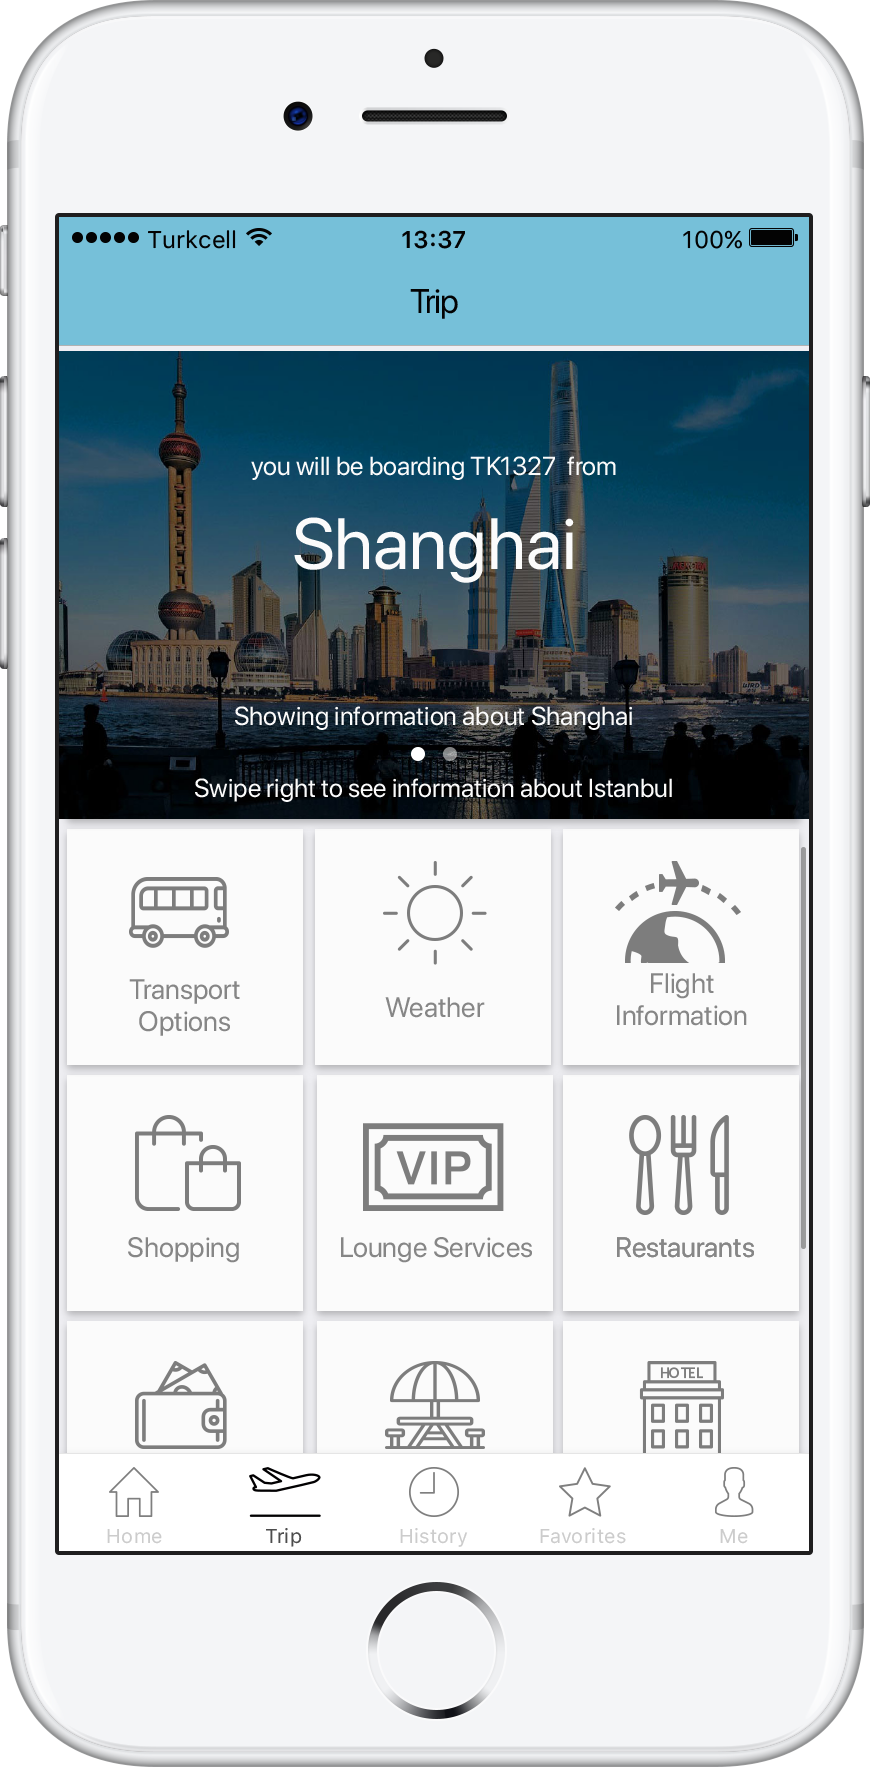 Turkcell 13:37 100%
Trip
you will be boarding TK1327 from
Shanghai
Showing information about Shanghai
Swipe right to see information about Istanbul
Transport
Options
Weather
Flight
Information
Shopping
VIP
Lounge Services
Restaurants
HOTEL
Home
Trip
History
Favorites
Me